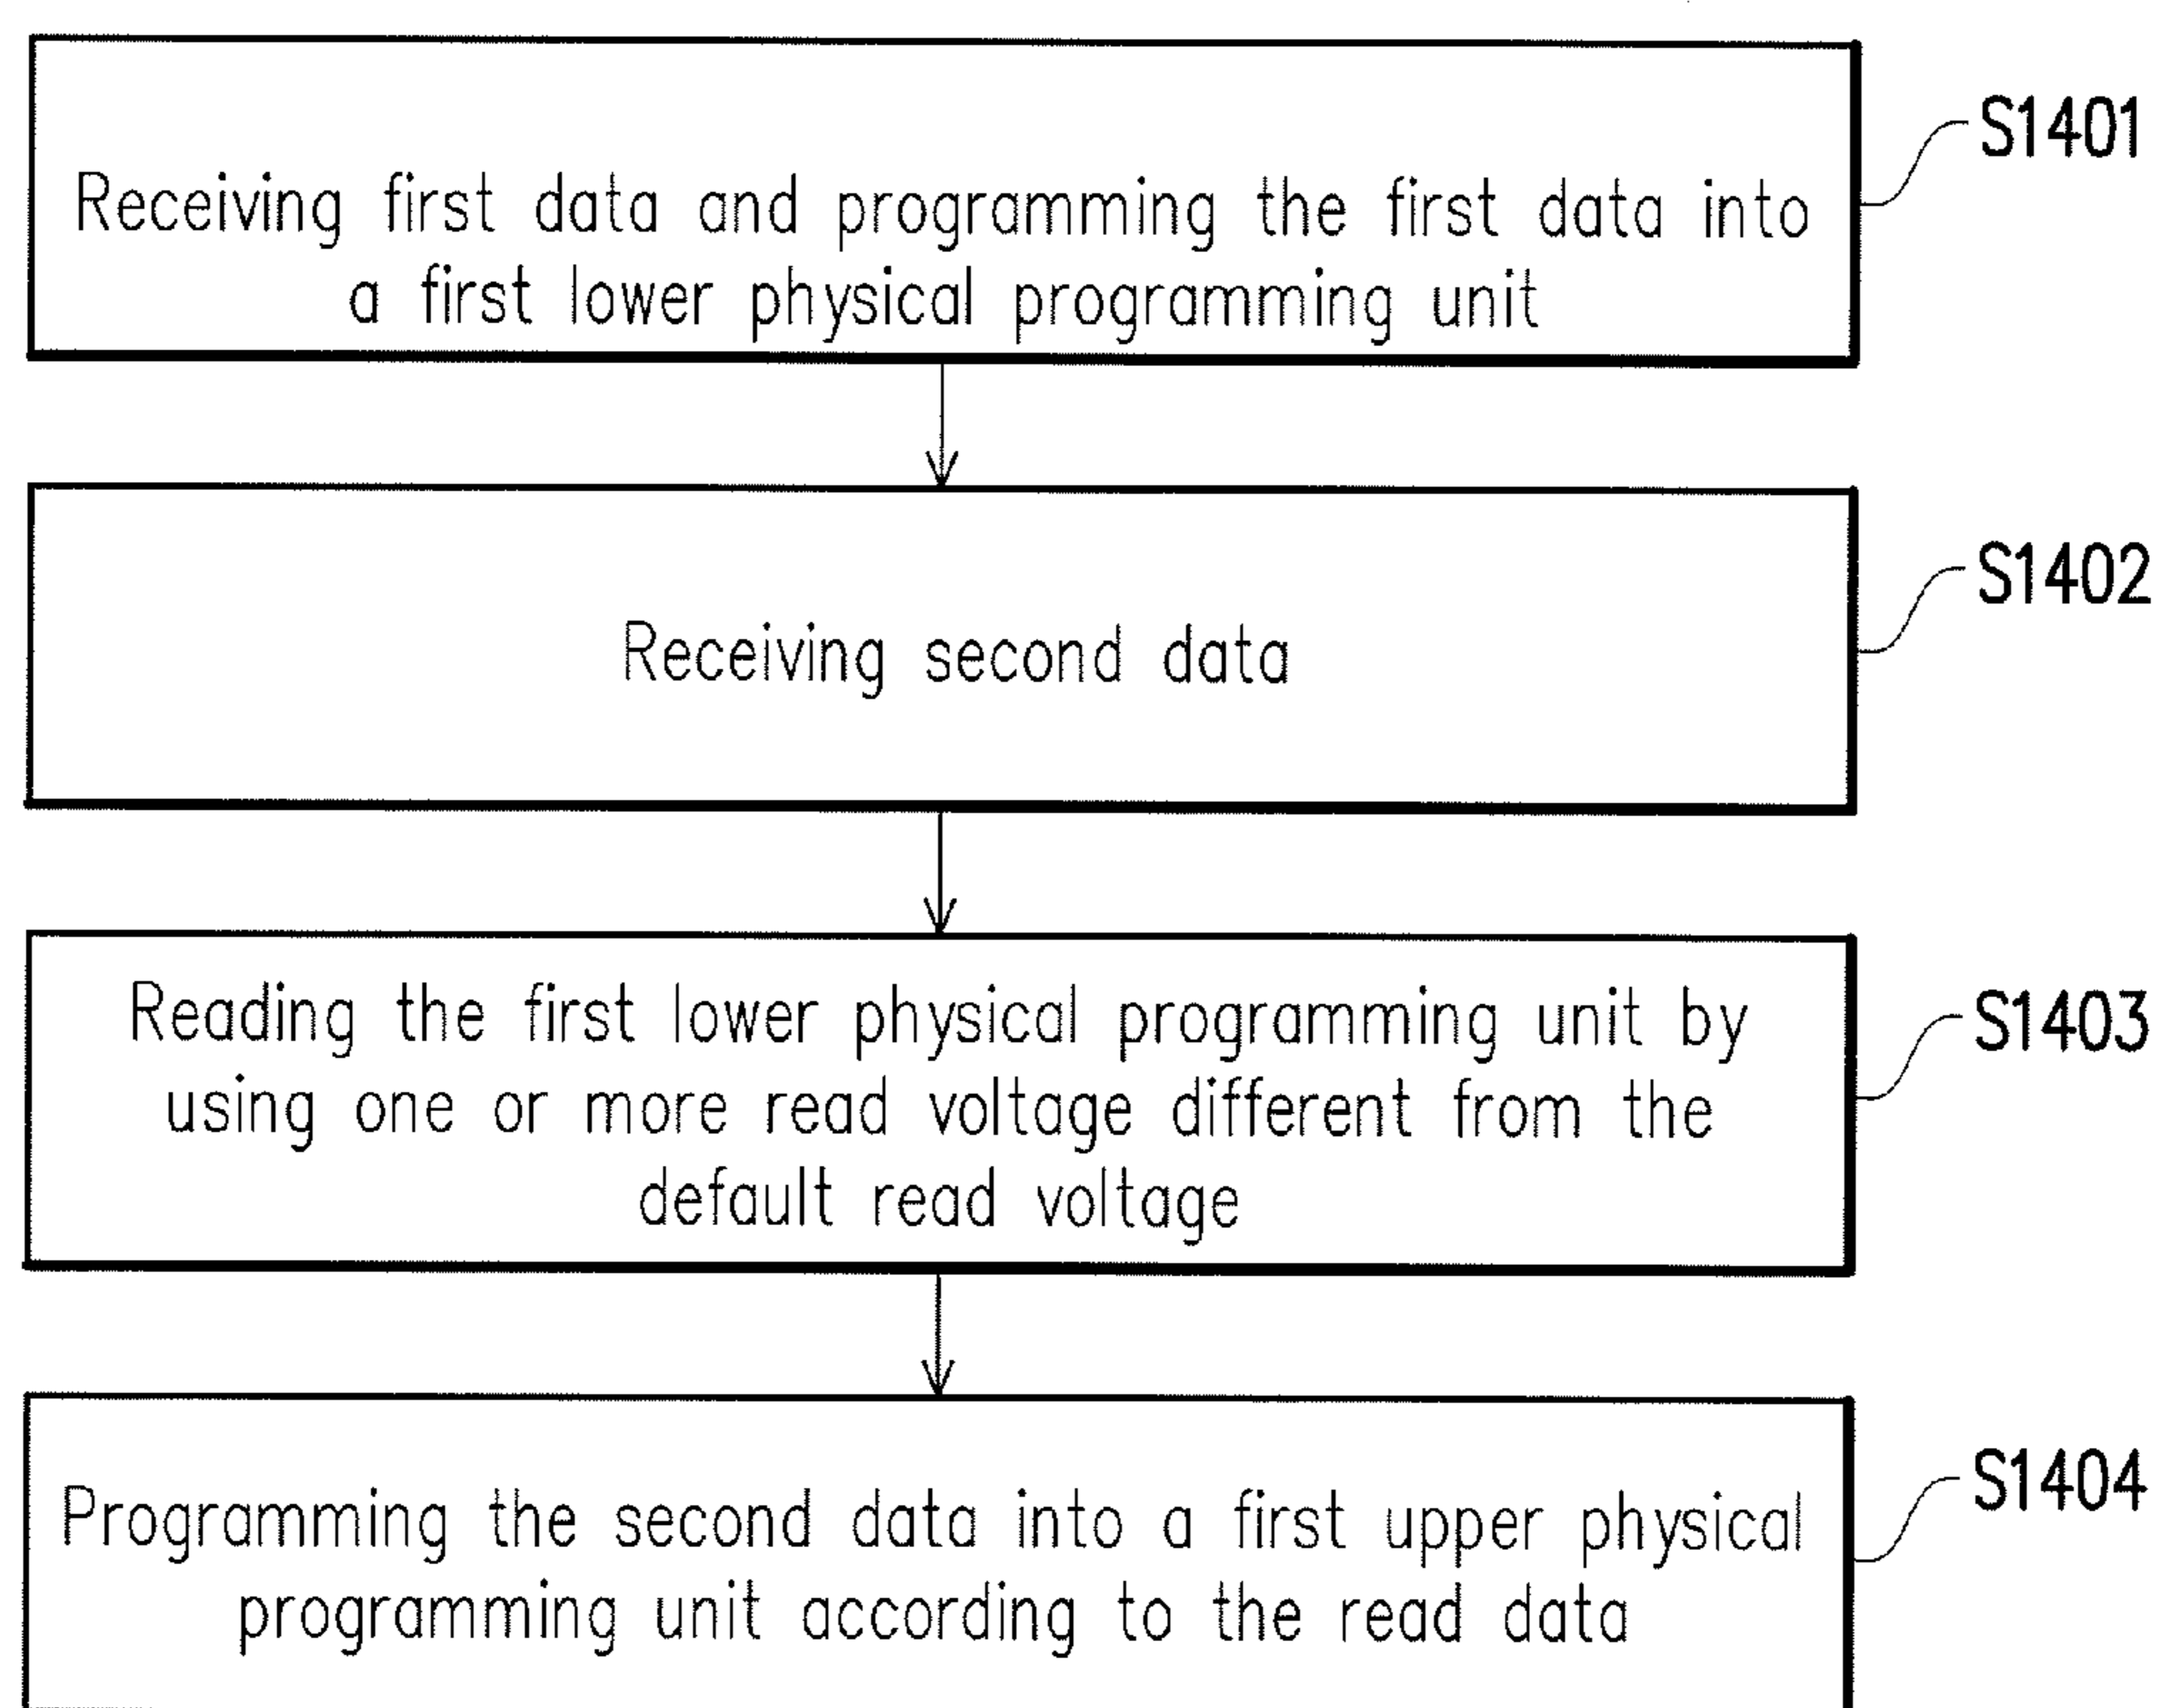 Receiving first data and programming the first data into
a first lower physical programming unit
S1401
Receiving second data
S1402
Reading the first lower physical programming unit by
using one or more read voltage different from the
default read voltage
S1403
Programming the second data into a first upper physical
programming unit according to the read data
S1404